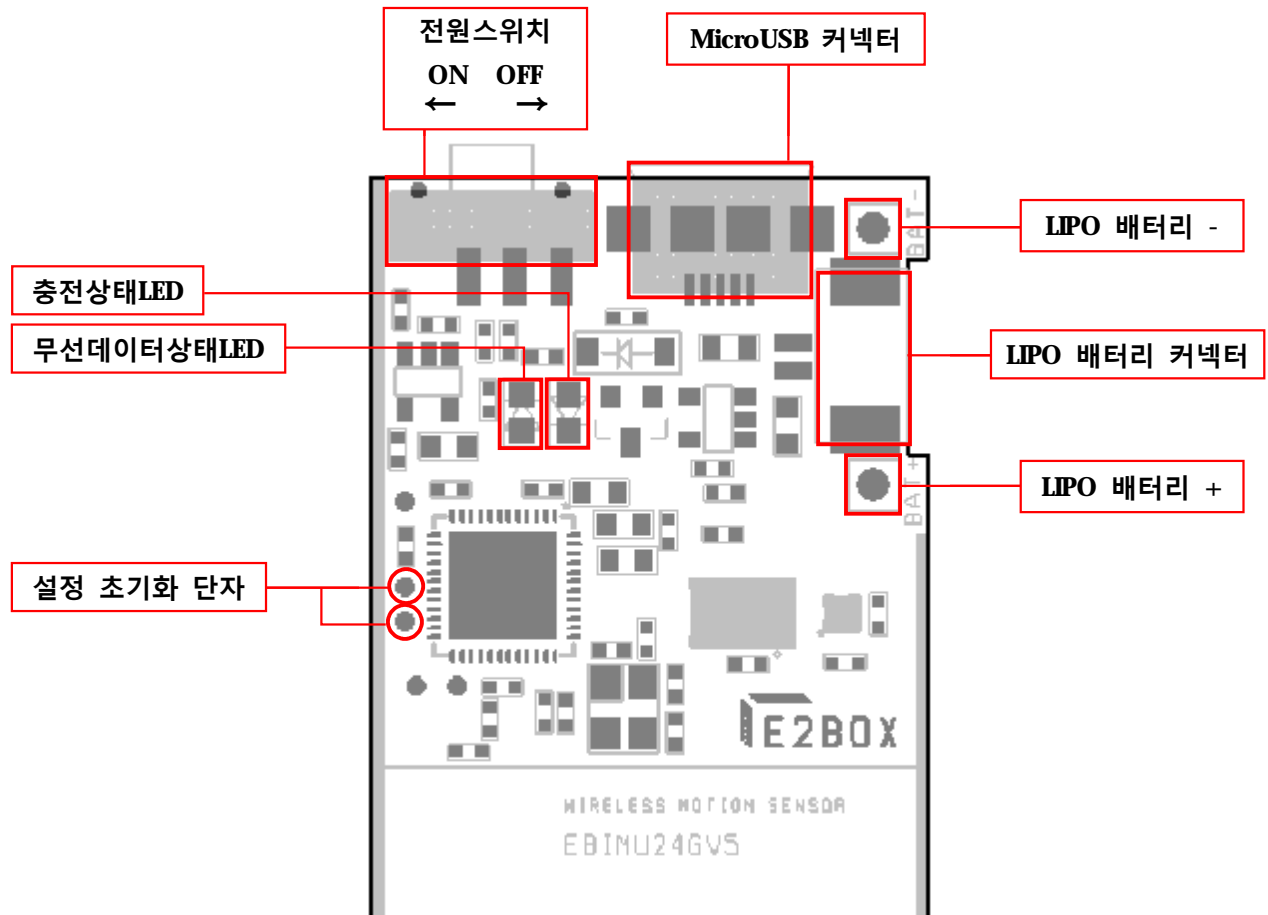 전원스위치
ON OFF
← →
MicroUSB 커넥터
BAT-
LIPO 배터리 -
충전상태LED
무선데이터상태LED
LIPO 배터리 커넥터
BAT+
LIPO 배터리 +
설정 초기화 단자
E2BOX
WIRELESS MOTION SENSOR
EBIMU24GV5